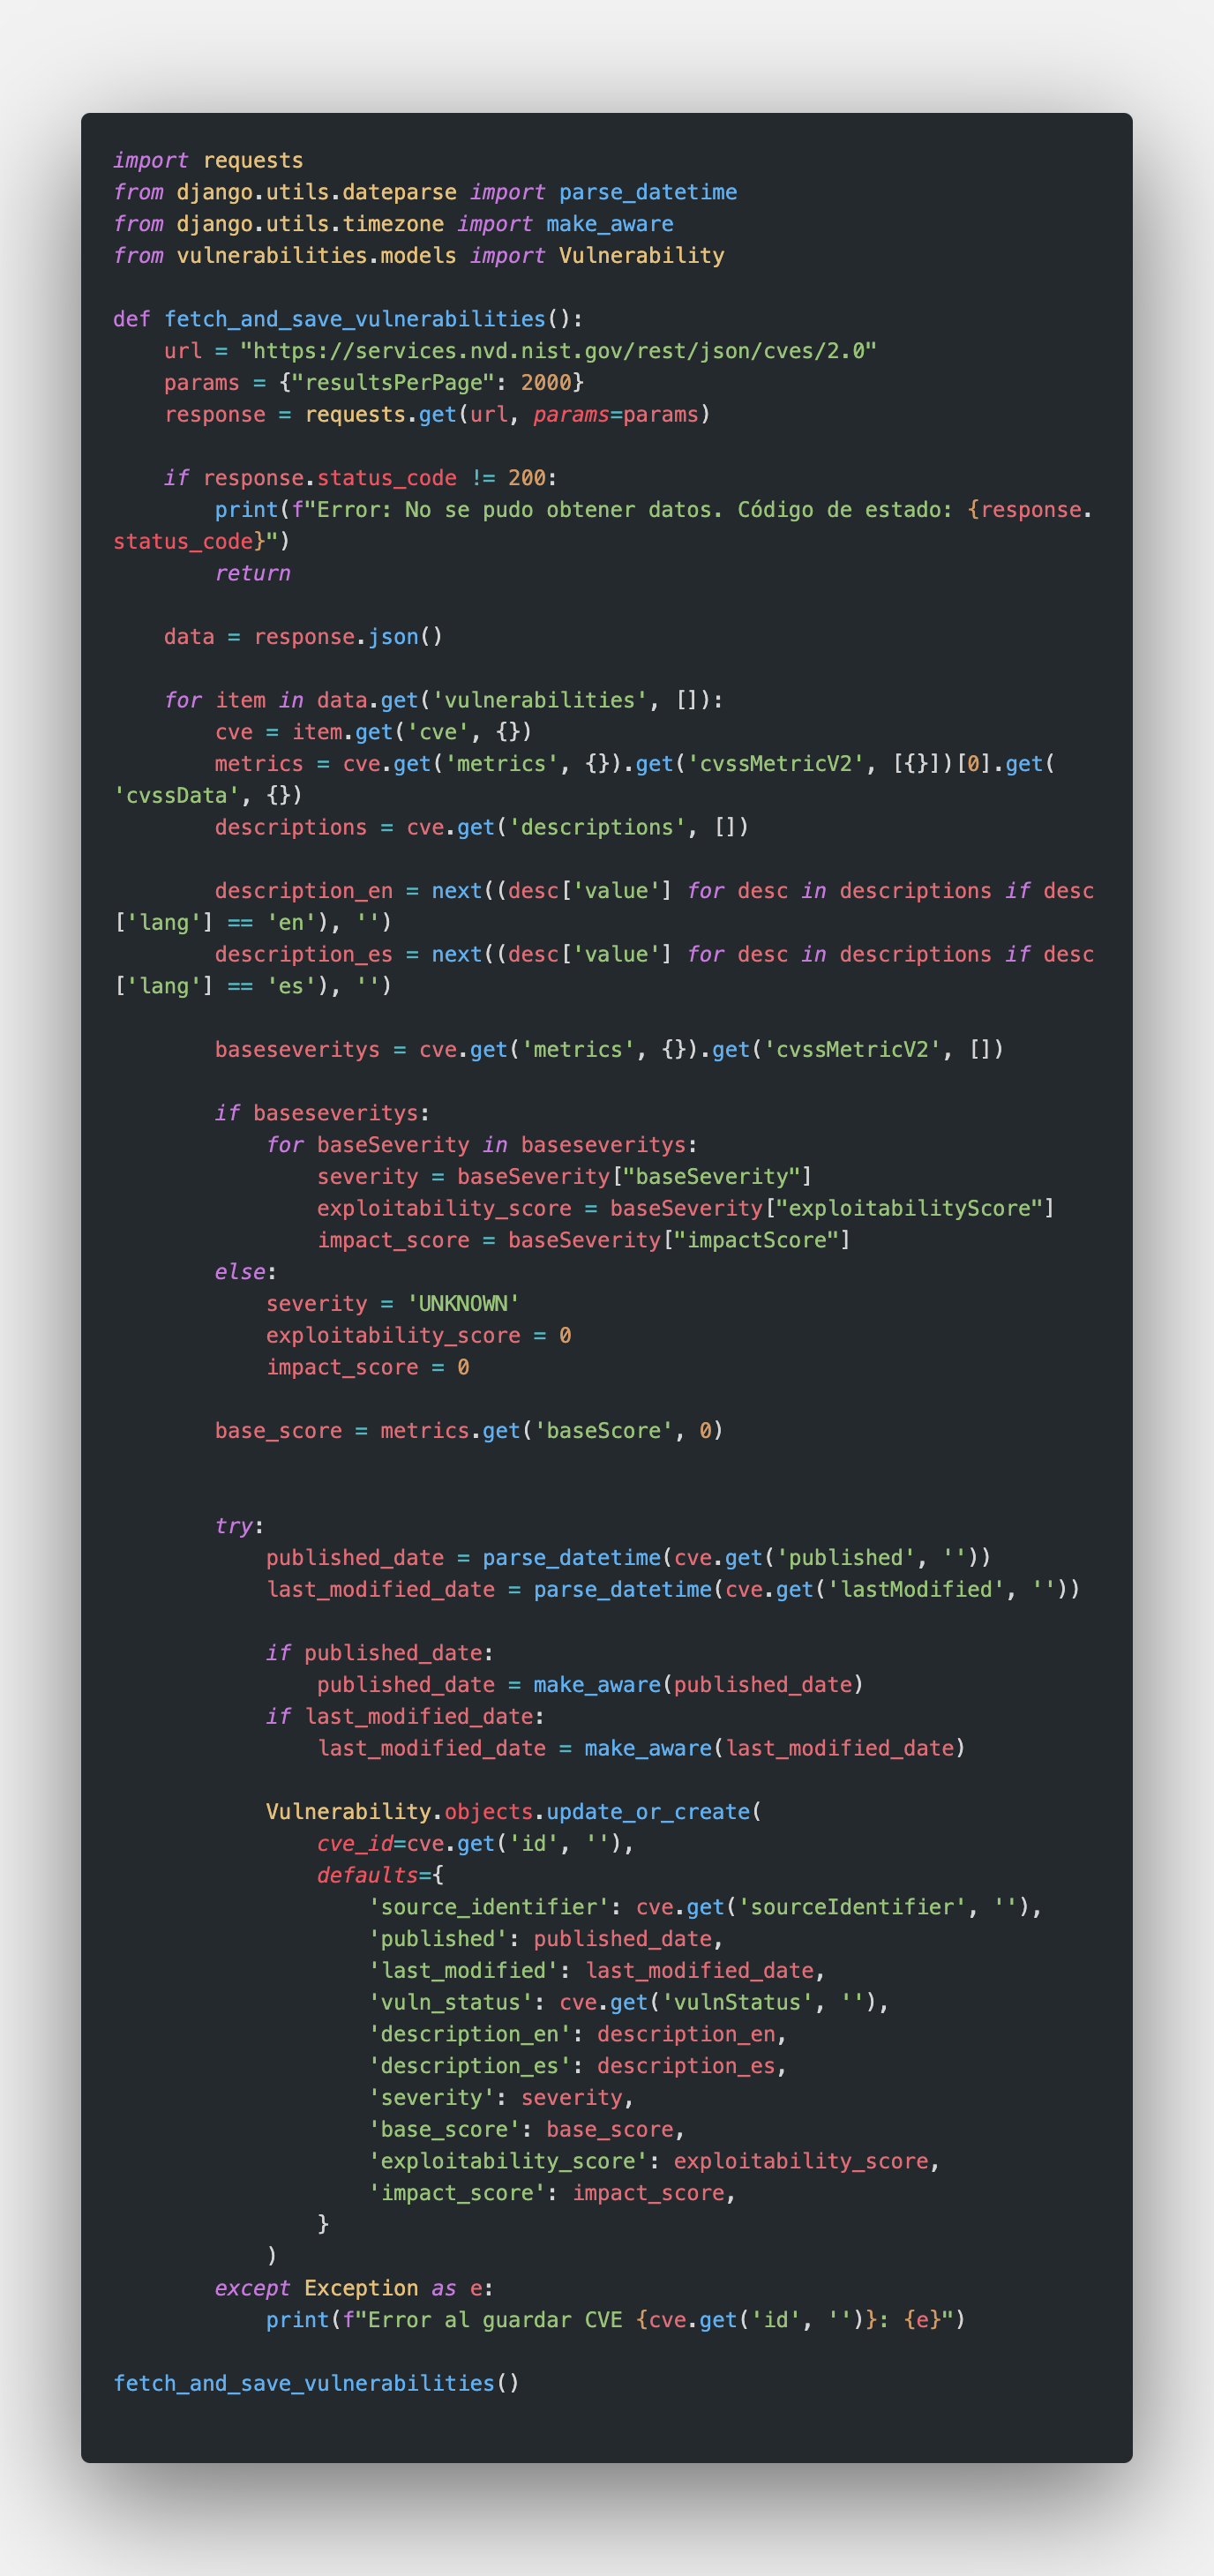 import requests
from django.utils.dateparse import parse_datetime
from django.utils.timezone import make_aware
from vulnerabilities.models import Vulnerability

def fetch_and_save_vulnerabilities():
    url = "https://services.nvd.nist.gov/rest/json/cves/2.0"
    params = {"resultsPerPage": 2000}
    response = requests.get(url, params=params)

    if response.status_code != 200:
        print(f"Error: No se pudo obtener datos. Código de estado: {response.
status_code}")
        return

    data = response.json()

    for item in data.get('vulnerabilities', []):
        cve = item.get('cve', {})
        metrics = cve.get('metrics', {}).get('cvssMetricV2', [{}])[0].get(
'cvssData', {})
        descriptions = cve.get('descriptions', [])

        description_en = next((desc['value'] for desc in descriptions if desc
['lang'] == 'en'), '')
        description_es = next((desc['value'] for desc in descriptions if desc
['lang'] == 'es'), '')

        baseseveritys = cve.get('metrics', {}).get('cvssMetricV2', [])

        if baseseveritys:
            for baseSeverity in baseseveritys:
                severity = baseSeverity["baseSeverity"]
                exploitability_score = baseSeverity["exploitabilityScore"]
                impact_score = baseSeverity["impactScore"]
        else:
            severity = 'UNKNOWN'
            exploitability_score = 0
            impact_score = 0

        base_score = metrics.get('baseScore', 0)


        try:
            published_date = parse_datetime(cve.get('published', ''))
            last_modified_date = parse_datetime(cve.get('lastModified', ''))

            if published_date:
                published_date = make_aware(published_date)
            if last_modified_date:
                last_modified_date = make_aware(last_modified_date)

            Vulnerability.objects.update_or_create(
                cve_id=cve.get('id', ''),
                defaults={
                    'source_identifier': cve.get('sourceIdentifier', ''),
                    'published': published_date,
                    'last_modified': last_modified_date,
                    'vuln_status': cve.get('vulnStatus', ''),
                    'description_en': description_en,
                    'description_es': description_es,
                    'severity': severity,
                    'base_score': base_score,
                    'exploitability_score': exploitability_score,
                    'impact_score': impact_score,
                }
            )
        except Exception as e:
            print(f"Error al guardar CVE {cve.get('id', '')}: {e}")

fetch_and_save_vulnerabilities()